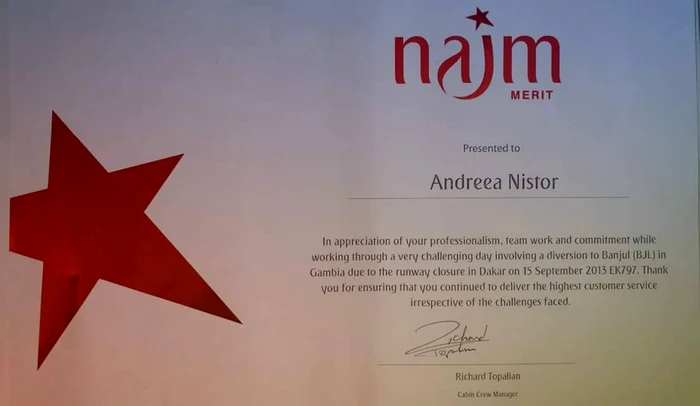 najm
MERIT
Presented to
Andreea Nistor
In appreciation of your professionalism, team work and commitment while
working through a very challenging day involving a diversion to Banjul (BJL) in
Gambia due to the runway closure in Dakar on 15 September 2013 EK797. Thank
you for ensuring that you continued to deliver the highest customer service
irrespective of the challenges faced.
Richard
Topalian
Richard Topalian
Cabin Crew Manager